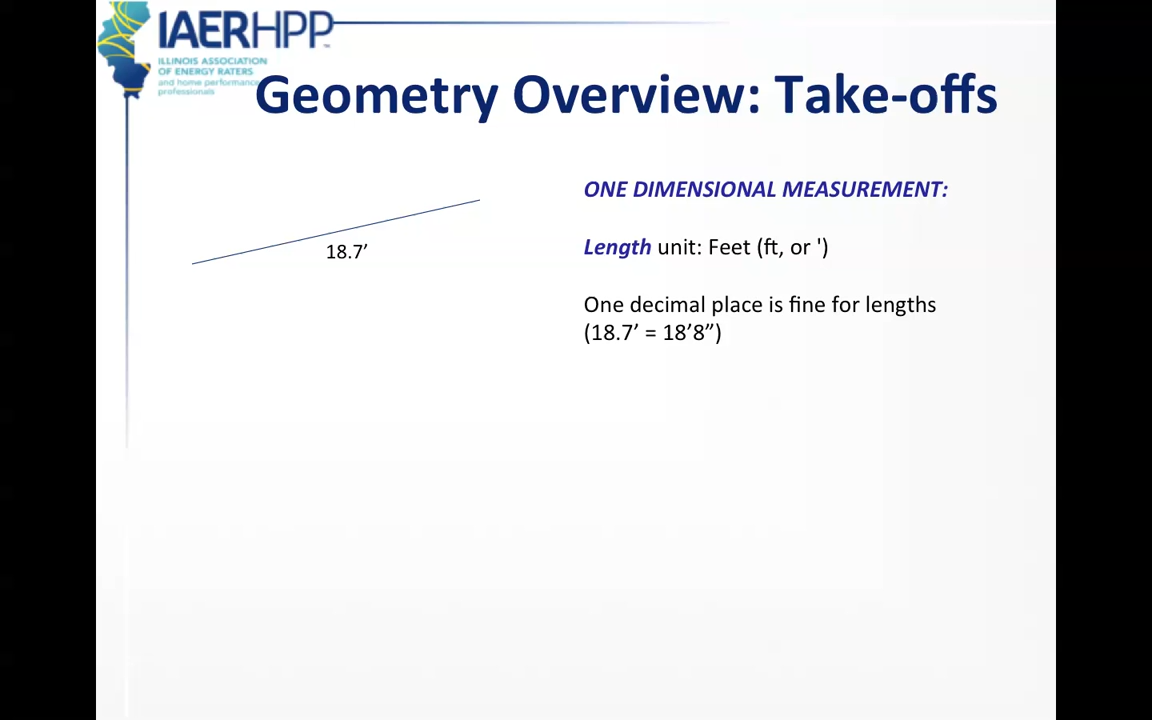 IAERHPP™
ILLINOIS ASSOCIATION
OF ENERGY RATERS
and home performance
professionals
Geometry Overview: Take-offs
ONE DIMENSIONAL MEASUREMENT:
18.7’
Length unit: Feet (ft, or ')
One decimal place is fine for lengths
(18.7’ = 18’8”)